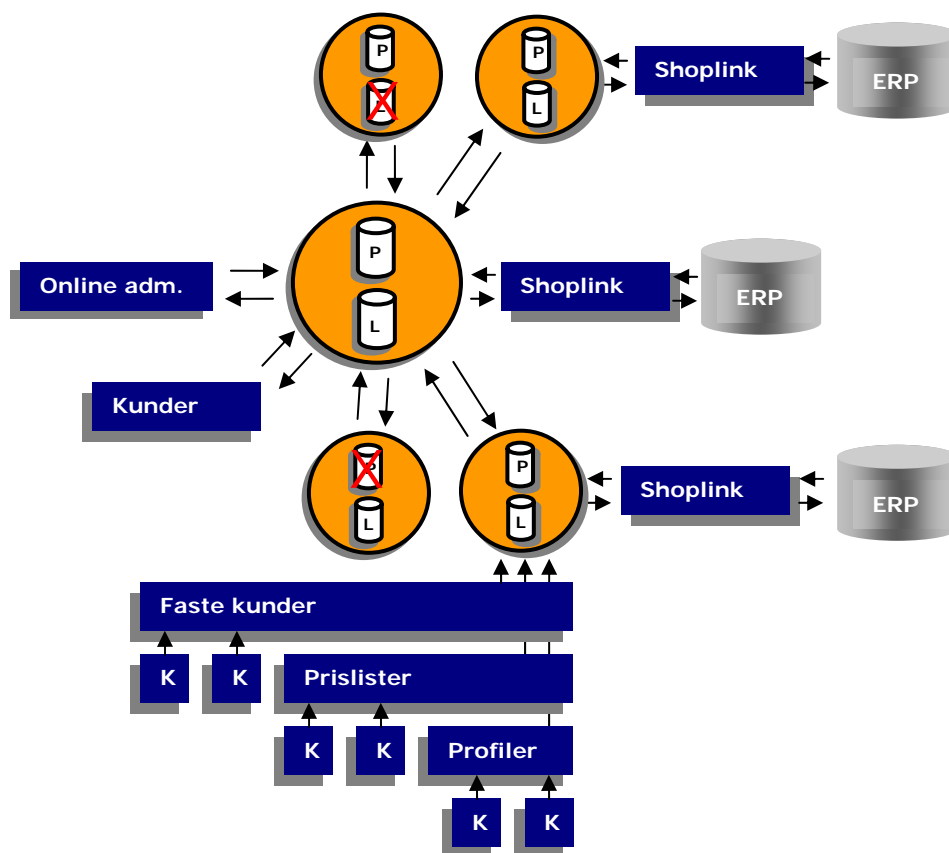 P
L
P
L
Shoplink
ERP
P
L
Online adm.
Shoplink
ERP
Kunder
P
L
P
L
Shoplink
ERP
Faste kunder
K
K
Prislister
K
K
Profiler
K
K